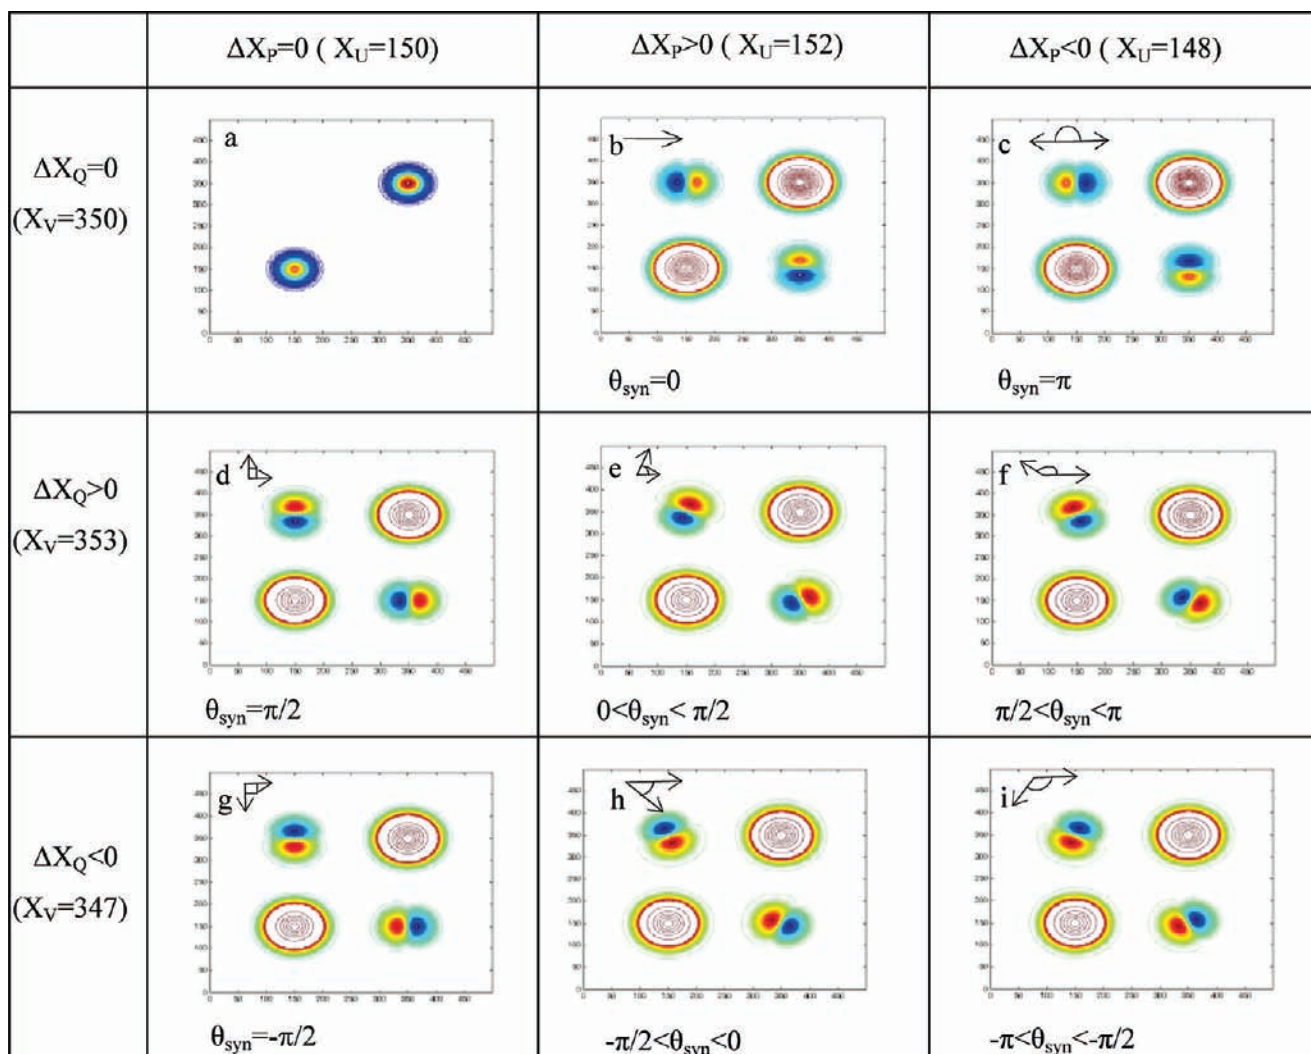 ΔX_P=0 ( X_U=150)
ΔX_P>0 ( X_U=152)
ΔX_P<0 ( X_U=148)
ΔX_Q=0
(X_V=350)
a
b
c
θ_syn=0
θ_syn=π
ΔX_Q>0
(X_V=353)
d
e
f
θ_syn=π/2
0<θ_syn< π/2
π/2<θ_syn<π
ΔX_Q<0
(X_V=347)
g
h
i
θ_syn=-π/2
-π/2<θ_syn<0
-π<θ_syn<-π/2